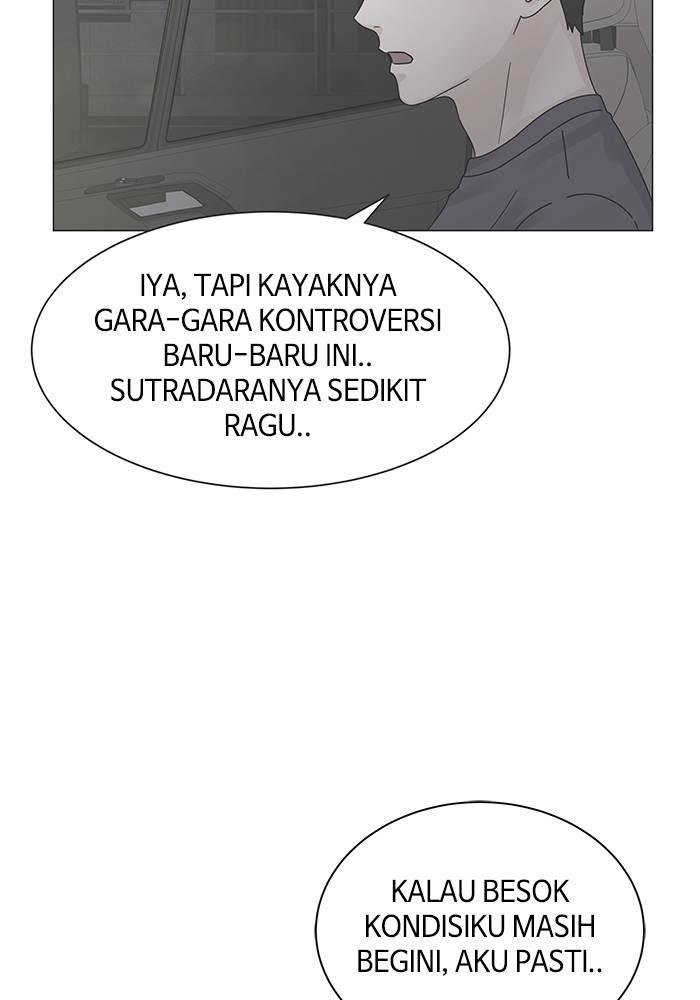 IYA, TAPI KAYAKNYA
GARA-GARA KONTROVERSI
BARU-BARU INI..
SUTRADARANYA SEDIKIT
RAGU..
KALAU BESOK
KONDISIKU MASIH
BEGINI, AKU PASTI..